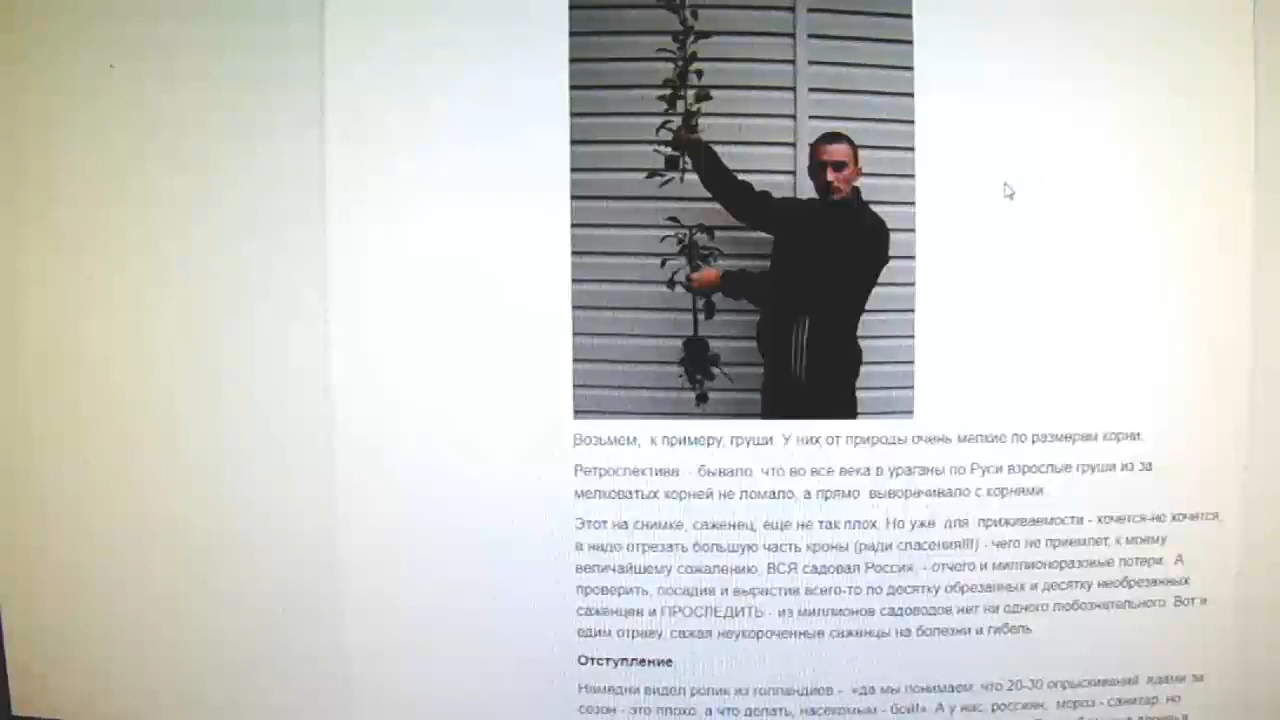 Возьмем, к примеру, груши. У них от природы очень мелкие по размерам корни.
Ретроспектива - бывало, что во все века в ураганы по Руси взрослые груши из за
мелковатых корней не ломало, а прямо выворачивало с корнями.
Этот на снимке, саженец, еще не так плох. Но уже для приживаемости - хочется-не хочется,
а надо отрезать большую часть кроны (ради спасения!!!) - чего не приемлет, к моему
величайшему сожалению, ВСЯ садовая Россия, - отчего и миллионоразовые потери. А
проверить, посадив и вырастив всего-то по десятку обрезанных и десятку необрезанных
саженцев и ПРОСЛЕДИТЬ - из миллионов садоводов нет ни одного любознательного. Вот и
едим отраву, сажая неукороченные саженцы на болезни и гибель.
Отступление
Намедни видел ролик из голландцев - «да мы понимаем, что 20-30 опрыскиваний ядами за
сезон - это плохо, а что делать, насекомым - бой!». А у нас, россиян, мороз - санитар, но